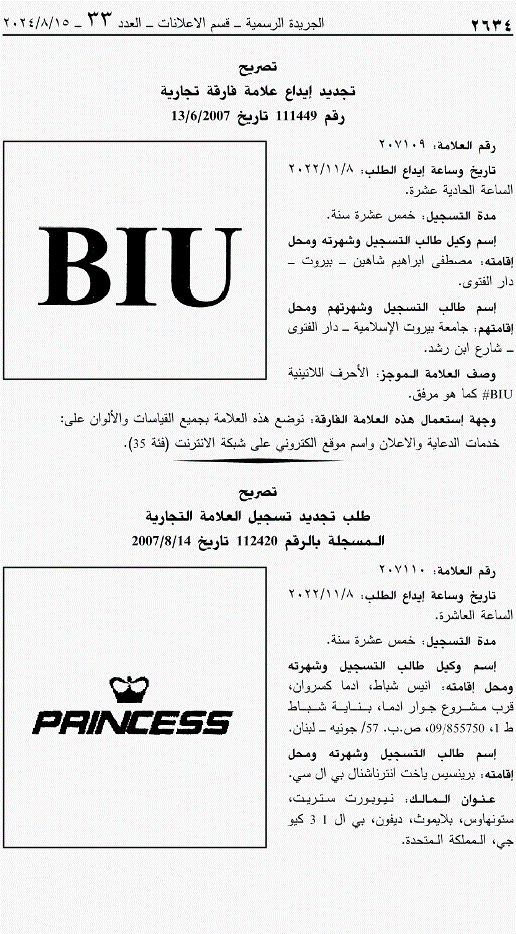 ٢٦٣٤
الجريدة الرسمية ـ قسم الاعلانات ـ العدد ٣٣ ـ ٢٠٢٤/٨/١٥
تصريح
تجديد إيداع علامة فارقة تجارية
رقم 111449 تاريخ 13/6/2007
رقم العلامة: ٢٠٧١٠٩
تاريخ وساعة إيداع الطلب: ٢٠٢٢/١١/٨
الساعة الحادية عشرة.
مدة التسجيل: خمس عشرة سنة.
إسم وكيل طالب التسجيل وشهرته ومحل
إقامته: مصطفى ابراهيم شاهين ـ بيروت ـ
دار الفتوى.
إسم طالب التسجيل وشهرتهم ومحل
إقامتهم: جامعة بيروت الإسلامية ـ دار الفتوى
ـ شارع ابن رشد.
وصف العلامة الموجز: الأحرف اللاتينية
BIU# كما هو مرفق.
BIU
وجهة إستعمال هذه العلامة الفارقة: توضع هذه العلامة بجميع القياسات والألوان على:
خدمات الدعاية والاعلان واسم موقع الكتروني على شبكة الانترنت (فئة 35).
تصريح
طلب تجديد تسجيل العلامة التجارية
المسجلة بالرقم 112420 تاريخ 2007/8/14
رقم العلامة: ٢٠٧١١٠
تاريخ وساعة إيداع الطلب: ٢٠٢٢/١١/٨
الساعة العاشرة.
مدة التسجيل: خمس عشرة سنة.
إسم وكيل طالب التسجيل وشهرته
ومحل إقامته: انيس شباط، ادما كسروان،
قرب مشروع جوار ادما، بناية شباط
ط 1، 09/855750، ص.ب. 57/ جونيه ـ لبنان.
إسم طالب التسجيل وشهرته ومحل
إقامته: برينسيس ياخت انترناشنال بي ال سي.
عنوان المالك: نيوبورت ستريت،
ستونهاوس، بلايموث، ديفون، بي ال 1 3 كيو
جي، المملكة المتحدة.
PRINCESS